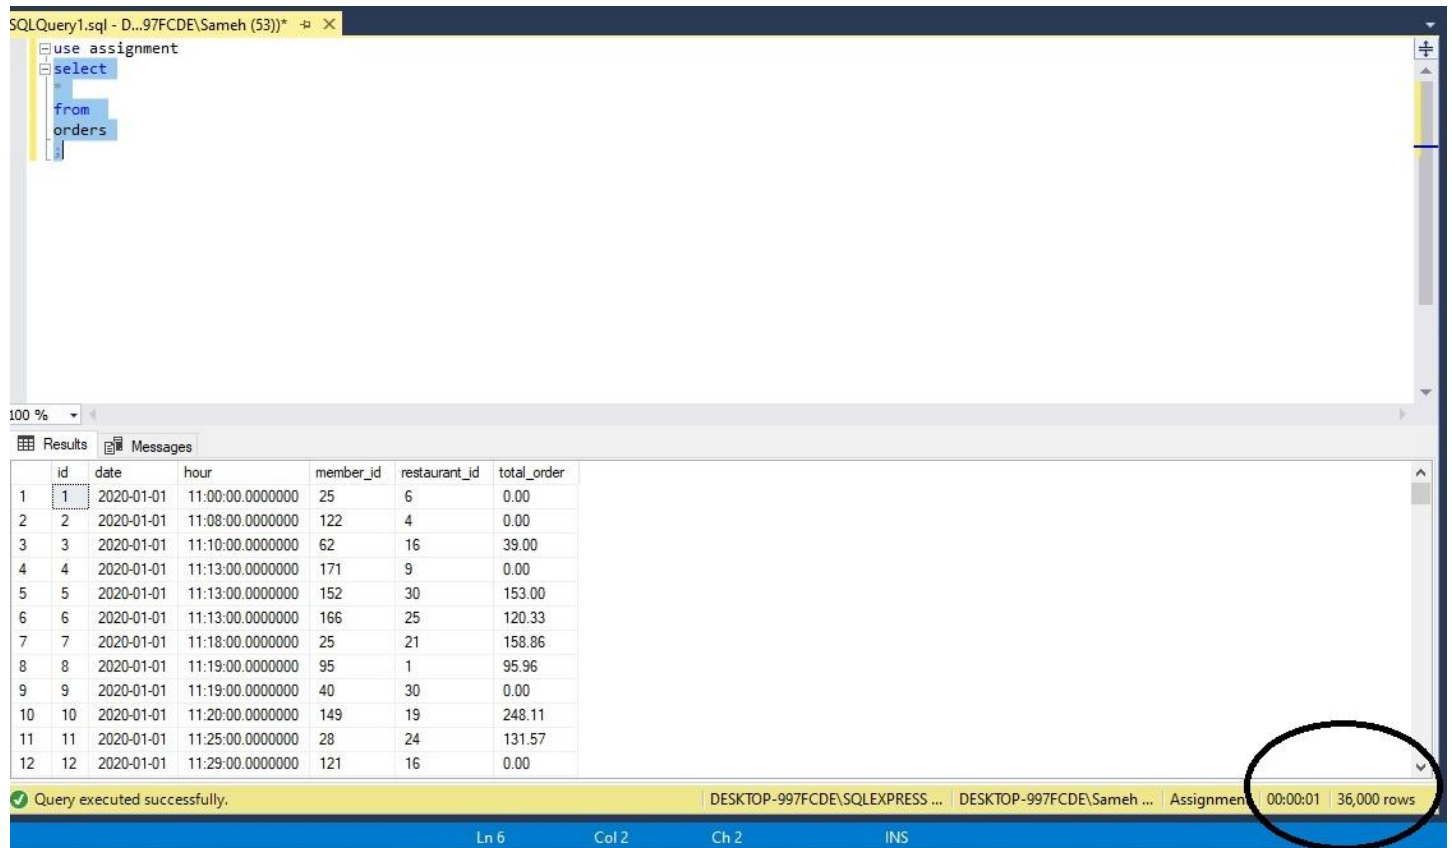 SQLQuery1.sql - D...97FCDE\Sameh (53))*
use assignment
select
*
from
orders
;
100 %
Results Messages
id date hour member_id restaurant_id total_order
1 1 2020-01-01 11:00:00.0000000 25 6 0.00
2 2 2020-01-01 11:08:00.0000000 122 4 0.00
3 3 2020-01-01 11:10:00.0000000 62 16 39.00
4 4 2020-01-01 11:13:00.0000000 171 9 0.00
5 5 2020-01-01 11:13:00.0000000 152 30 153.00
6 6 2020-01-01 11:13:00.0000000 166 25 120.33
7 7 2020-01-01 11:18:00.0000000 25 21 158.86
8 8 2020-01-01 11:19:00.0000000 95 1 95.96
9 9 2020-01-01 11:19:00.0000000 40 30 0.00
10 10 2020-01-01 11:20:00.0000000 149 19 248.11
11 11 2020-01-01 11:25:00.0000000 28 24 131.57
12 12 2020-01-01 11:29:00.0000000 121 16 0.00
Query executed successfully. DESKTOP-997FCDE\SQLEXPRESS ... DESKTOP-997FCDE\Sameh ... Assignment 00:00:01 36,000 rows
Ln 6 Col 2 Ch 2 INS